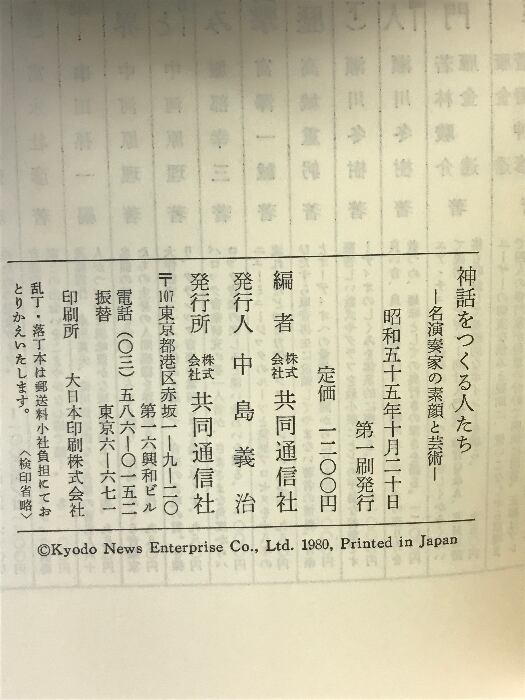 神話をつくる人たち
―名演奏家の素顔と芸術―
昭和五十五年十月二十日
第一刷発行
定価 一二〇〇円
編者 株式会社 共同通信社
発行人 中島義治
発行所 株式会社 共同通信社
〒107東京都港区赤坂一―九―二〇
第一六興和ビル
電話(〇三)五八六―〇一五二
振替 東京六―六七一
印刷所 大日本印刷株式会社
乱丁・落丁本は郵送料小社負担にてお
とりかえいたします。 〈検印省略〉
©Kyodo News Enterprise Co., Ltd. 1980, Printed in Japan